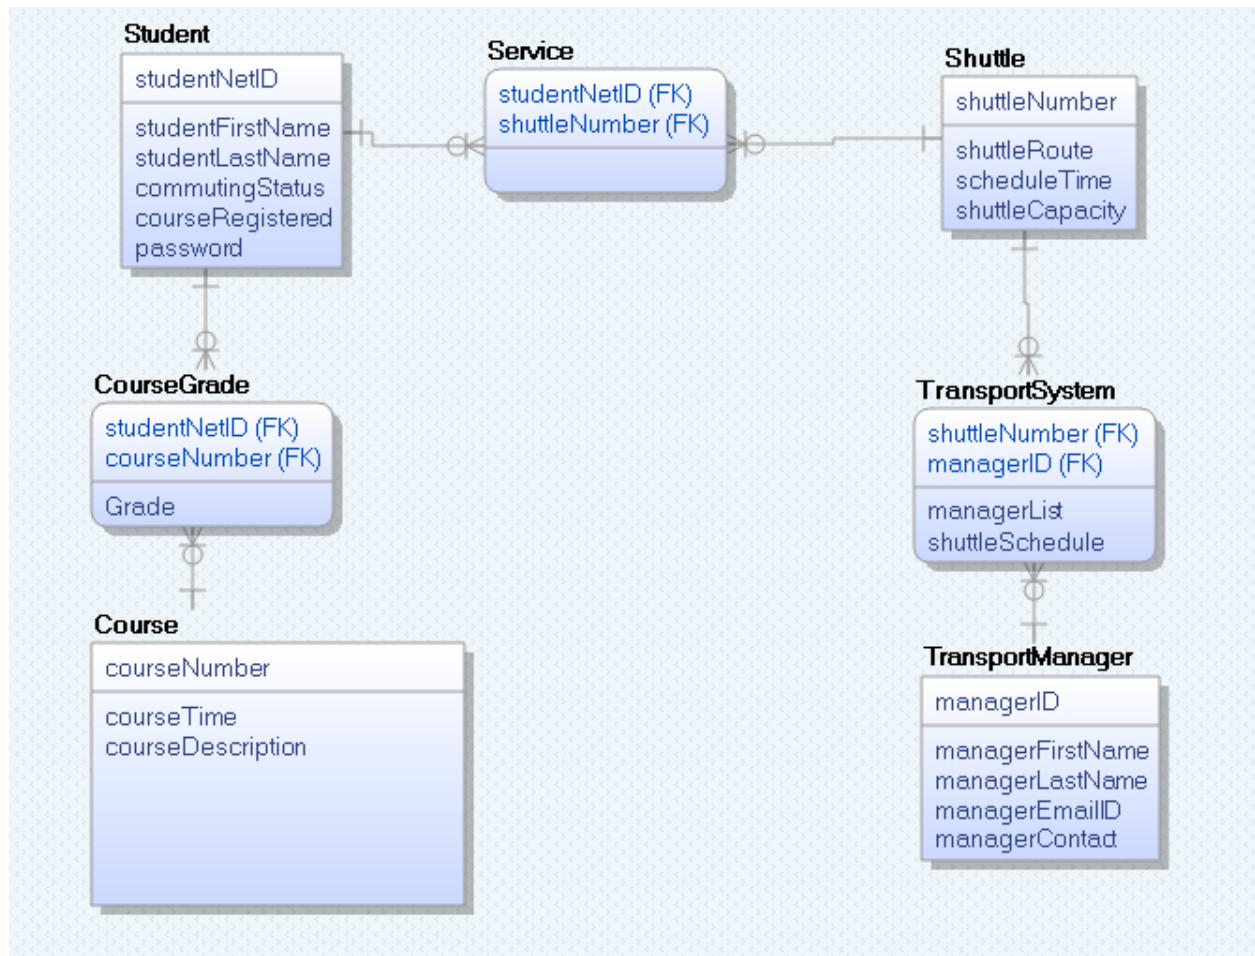 Student
studentNetID
studentFirstName
studentLastName
commutingStatus
courseRegistered
password
Service
studentNetID (FK)
shuttleNumber (FK)
Shuttle
shuttleNumber
shuttleRoute
scheduleTime
shuttleCapacity
CourseGrade
studentNetID (FK)
courseNumber (FK)
Grade
TransportSystem
shuttleNumber (FK)
managerID (FK)
managerList
shuttleSchedule
Course
courseNumber
courseTime
courseDescription
TransportManager
managerID
managerFirstName
managerLastName
managerEmailID
managerContact